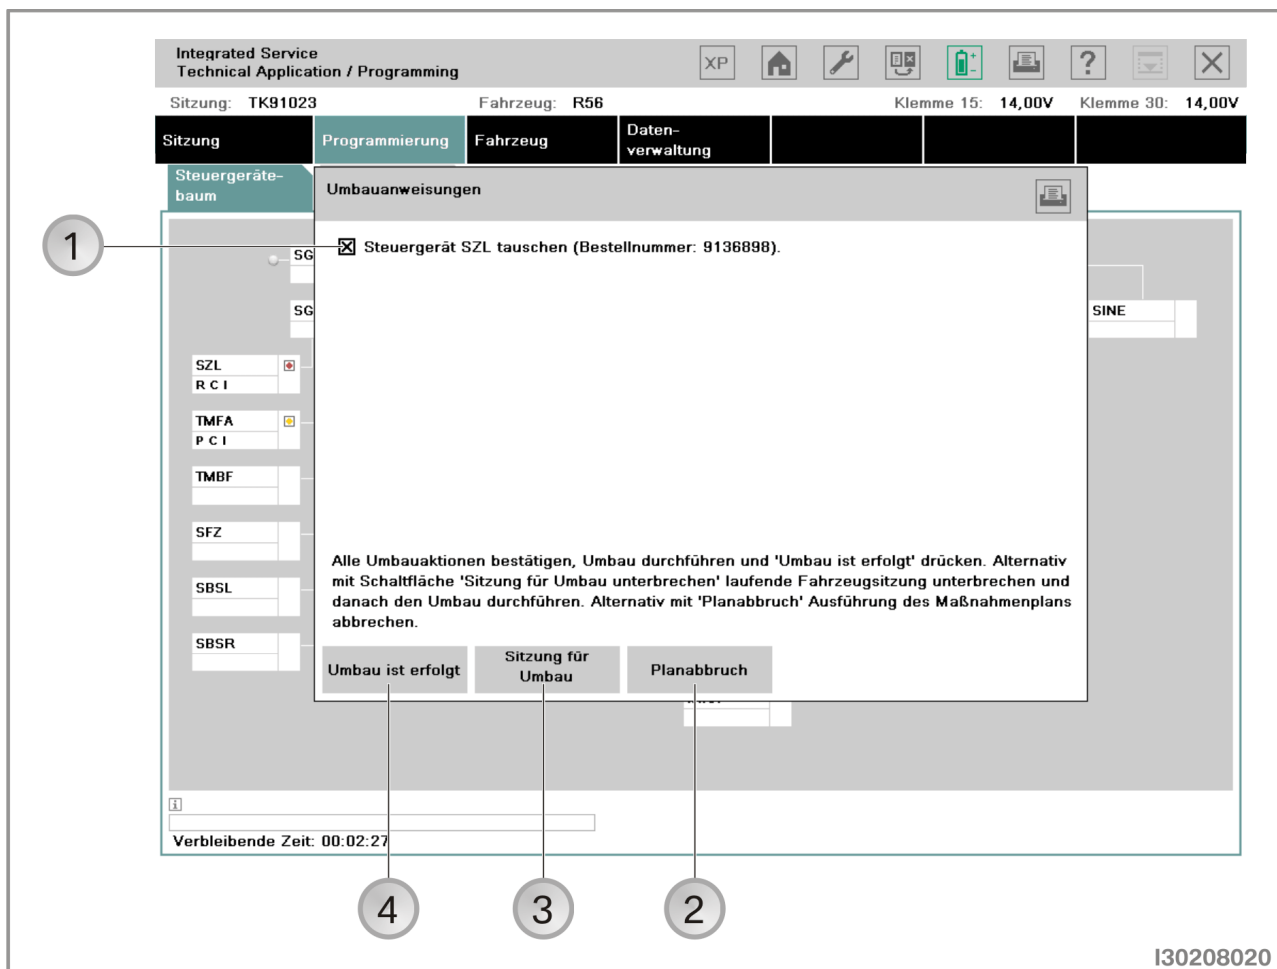 Integrated Service
Technical Application / Programming
XP
?
Sitzung: TK91023 Fahrzeug: R56 Klemme 15: 14,00V Klemme 30: 14,00V
Sitzung
Programmierung
Fahrzeug
Daten-
verwaltung
Steuergeräte-
baum
Umbauanweisungen
1
Steuergerät SZL tauschen (Bestellnummer: 9136898).
SG
SG
SINE
SZL
R C I
TMFA
P C I
TMBF
SFZ
SBSL
SBSR
Alle Umbauaktionen bestätigen, Umbau durchführen und 'Umbau ist erfolgt' drücken. Alternativ
mit Schaltfläche 'Sitzung für Umbau unterbrechen' laufende Fahrzeugsitzung unterbrechen und
danach den Umbau durchführen. Alternativ mit 'Planabbruch' Ausführung des Maßnahmenplans
abbrechen.
Umbau ist erfolgt
Sitzung für
Umbau
Planabbruch
i
Verbleibende Zeit: 00:02:27
4
3
2
I30208020